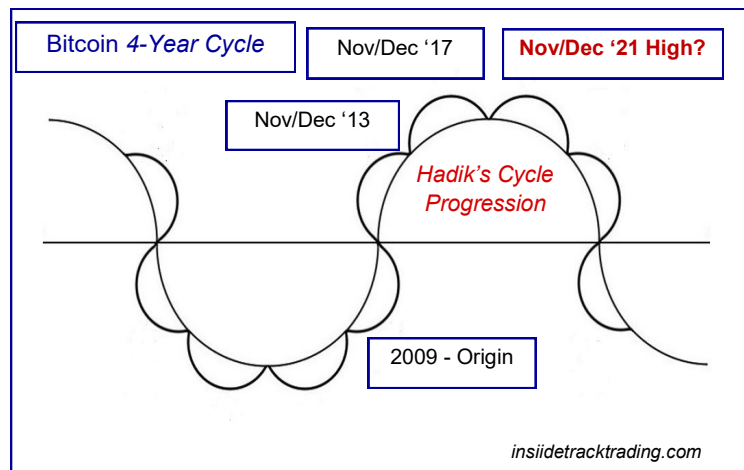 Bitcoin 4-Year Cycle
Nov/Dec ‘17
Nov/Dec ‘21 High?
Nov/Dec ‘13
Hadik's Cycle
Progression
2009 - Origin
insiidetracktrading.com